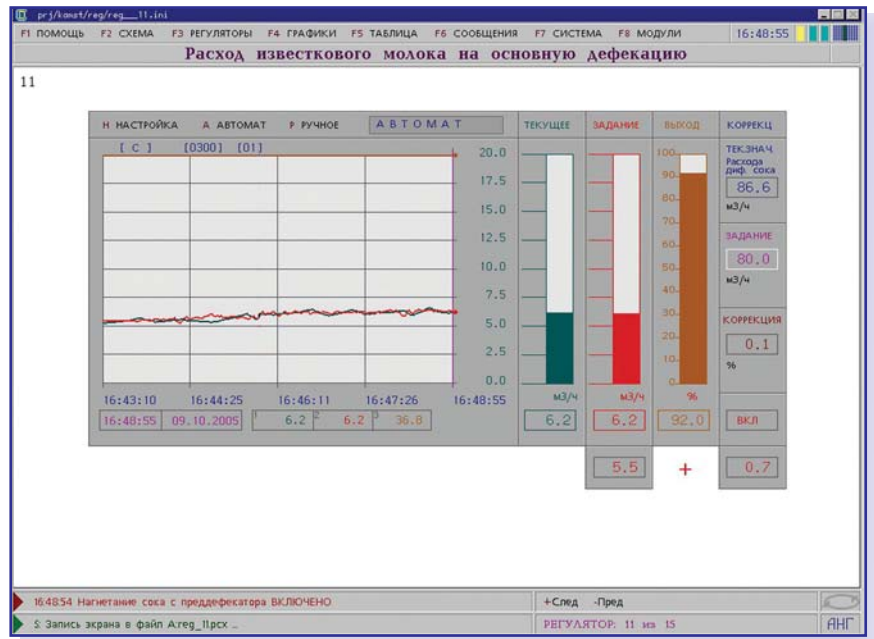 prj/konst/reg/reg__11.ini
F1 ПОМОЩЬ F2 СХЕМА F3 РЕГУЛЯТОРЫ F4 ГРАФИКИ F5 ТАБЛИЦА F6 СООБЩЕНИЯ F7 СИСТЕМА F8 МОДУЛИ 16:48:55
Расход известкового молока на основную дефекацию
11
Н НАСТРОЙКА А АВТОМАТ Р РУЧНОЕ АВТОМАТ ТЕКУЩЕЕ ЗАДАНИЕ ВЫХОД КОРРЕКЦ
[ С ] [0300] [01]
20.0
17.5
15.0
12.5
10.0
7.5
5.0
2.5
0.0
100
90
80
70
60
50
40
30
20
10
0
ТЕК.ЗНАЧ.
Расхода
диф. сока
86.6
м3/ч
ЗАДАНИЕ
80.0
м3/ч
КОРРЕКЦИЯ
0.1
%
16:43:10 16:44:25 16:46:11 16:47:26 16:48:55 м3/ч м3/ч %
16:48:55 09.10.2005 1 6.2 2 6.2 3 36.8 6.2 6.2 92.0 ВКЛ
5.5 + 0.7
16:48:54 Нагнетание сока с преддефекатора ВКЛЮЧЕНО +След -Пред
S: Запись экрана в файл A:reg_11.pcx ... РЕГУЛЯТОР: 11 из 15 АНГ